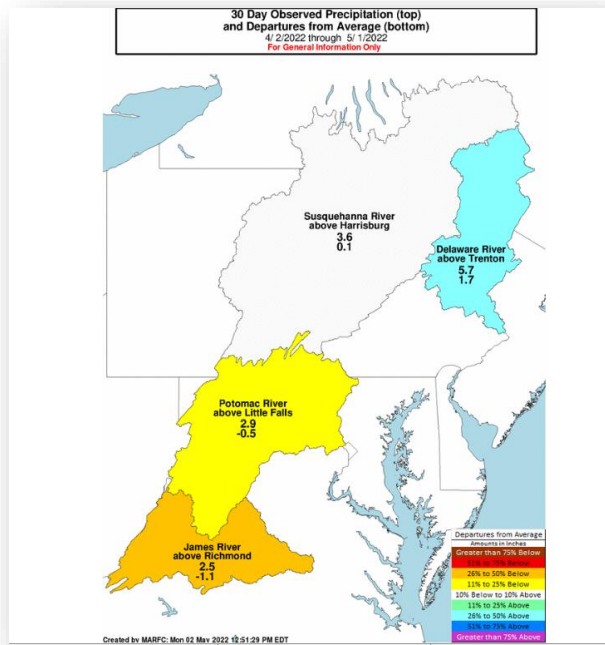 30 Day Observed Precipitation (top)
and Departures from Average (bottom)
4/ 2/2022 through 5/ 1/2022
For General Information Only
Susquehanna River
above Harrisburg
3.6
0.1
Delaware River
above Trenton
5.7
1.7
Potomac River
above Little Falls
2.9
-0.5
James River
above Richmond
2.5
-1.1
Departures from Average
Amounts in Inches
Greater than 75% Below
51% to 75% Below
26% to 50% Below
11% to 25% Below
10% Below to 10% Above
11% to 25% Above
26% to 50% Above
51% to 75% Above
Greater than 75% Above
Created by MARFC: Mon 02 May 2022 12:51:29 PM EDT